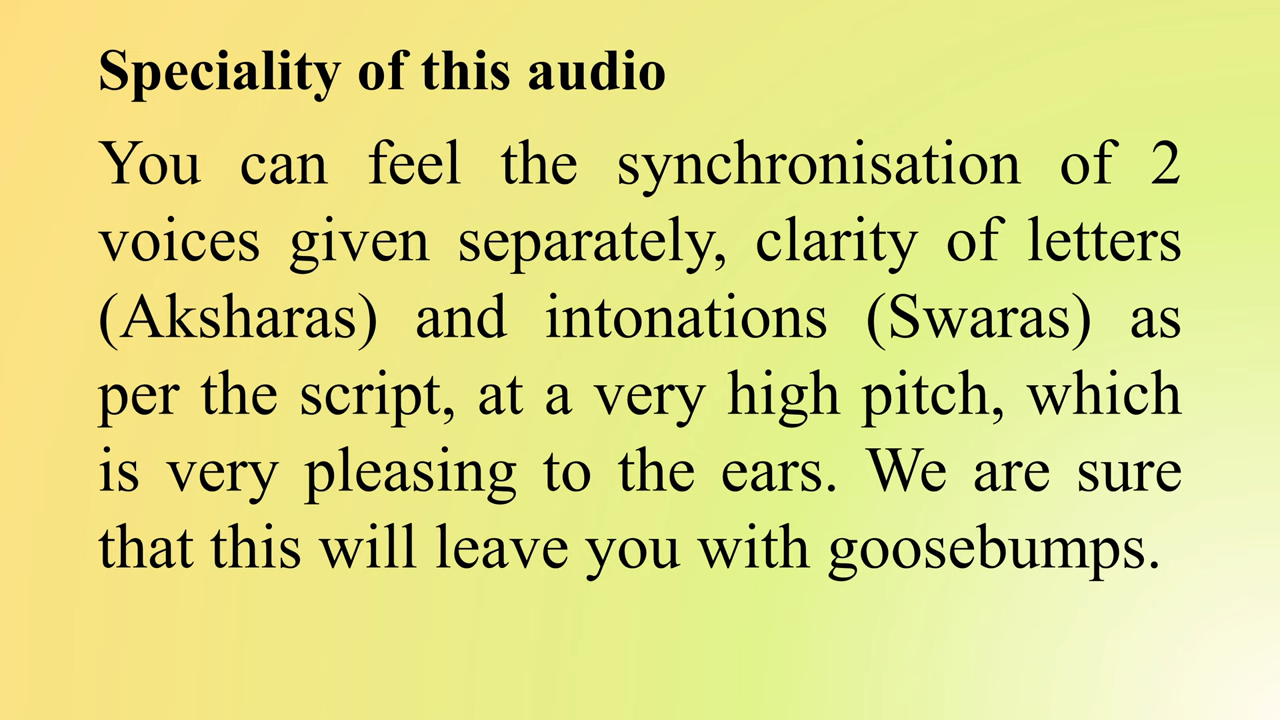 Speciality of this audio
You can feel the synchronisation of 2
voices given separately, clarity of letters
(Aksharas) and intonations (Swaras) as
per the script, at a very high pitch, which
is very pleasing to the ears. We are sure
that this will leave you with goosebumps.